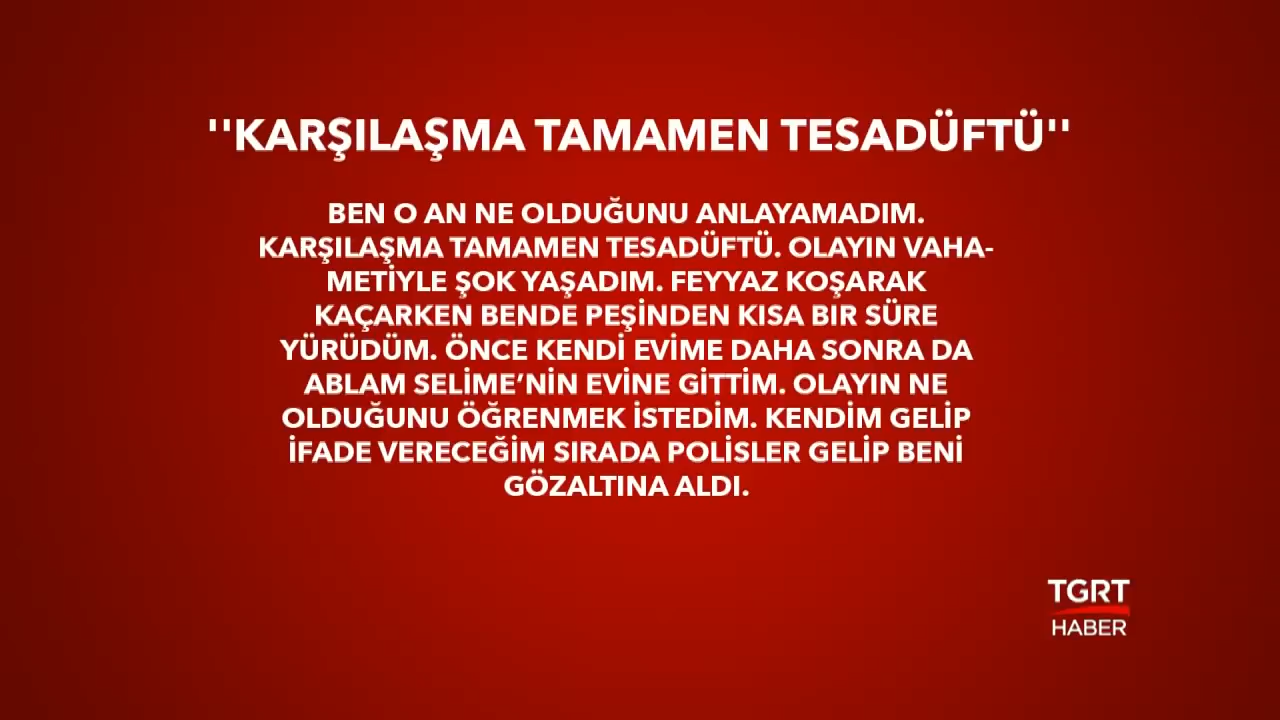 ''KARŞILAŞMA TAMAMEN TESADÜFTÜ''
BEN O AN NE OLDUĞUNU ANLAYAMADIM.
KARŞILAŞMA TAMAMEN TESADÜFTÜ. OLAYIN VAHA-
METİYLE ŞOK YAŞADIM. FEYYAZ KOŞARAK
KAÇARKEN BENDE PEŞİNDEN KISA BIR SÜRE
YÜRÜDÜM. ÖNCE KENDİ EVİME DAHA SONRA DA
ABLAM SELİME’NİN EVİNE GİTTİM. OLAYIN NE
OLDUĞUNU ÖĞRENMEK İSTEDİM. KENDİM GELİP
İFADE VERECEĞİM SIRADA POLİSLER GELİP BENİ
GÖZALTINA ALDI.
TGRT
HABER